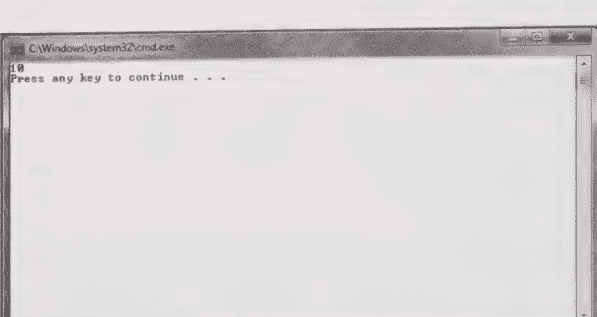 C:\Windows\system32\cmd.exe
10
Press any key to continue . . .